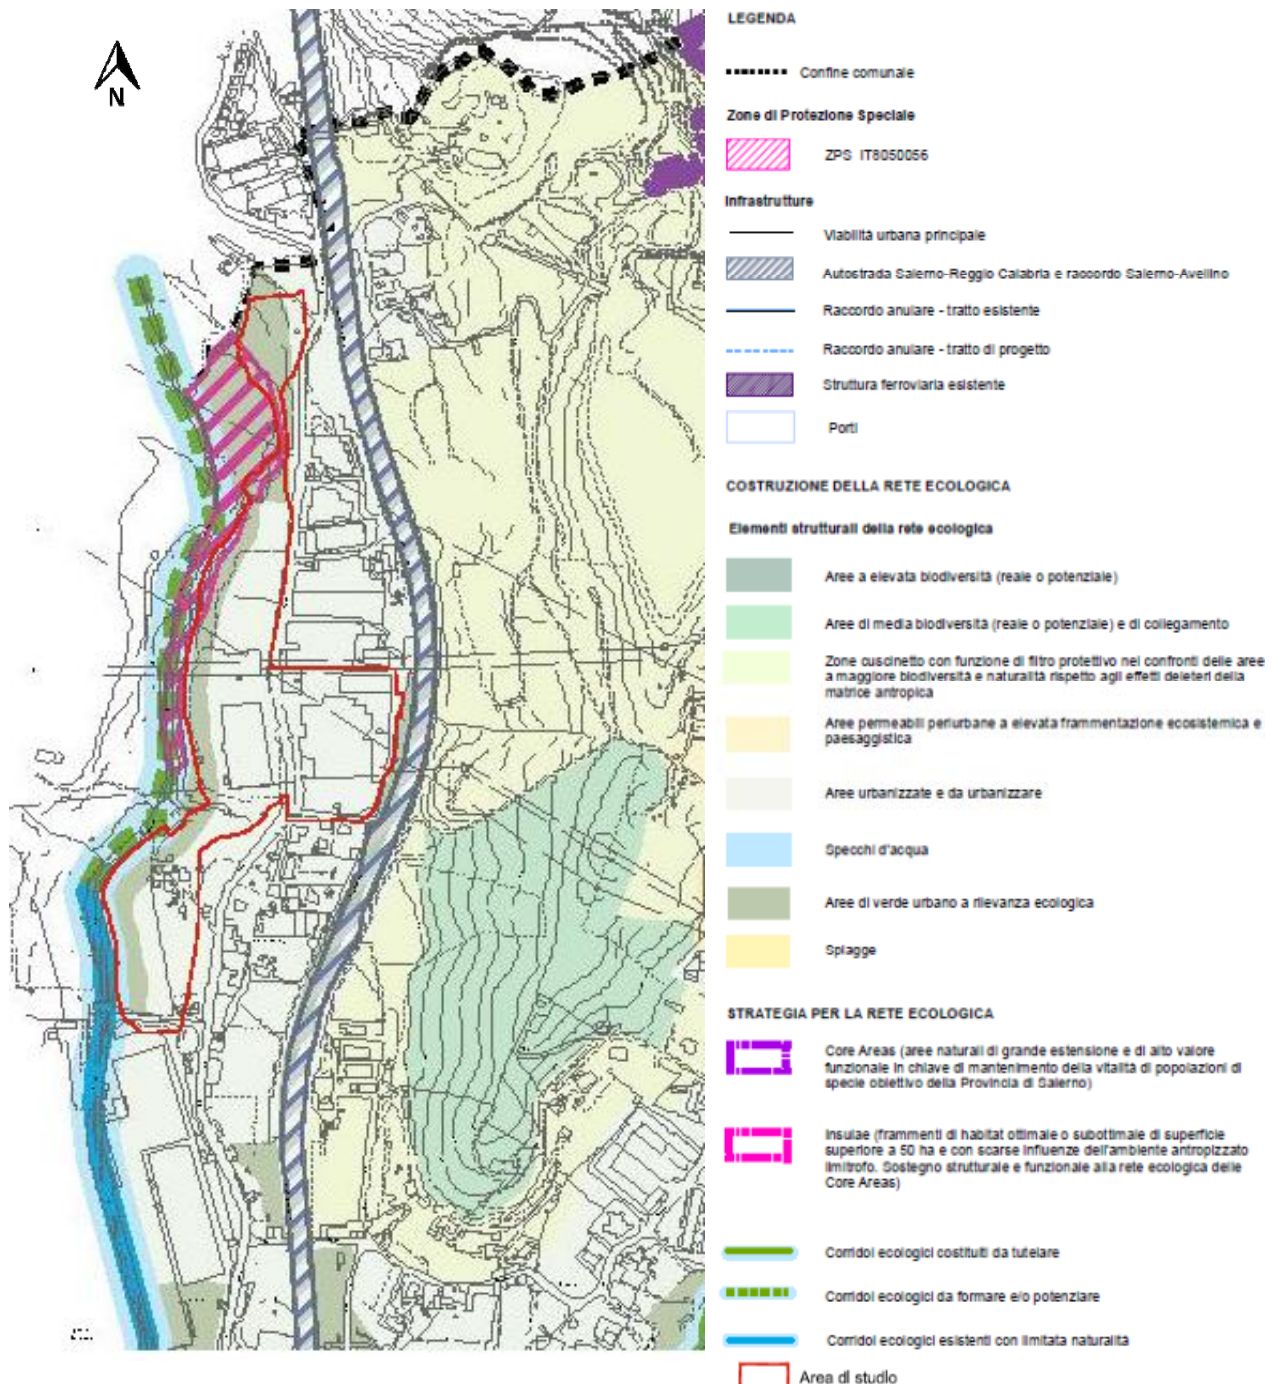 N
LEGENDA
Confine comunale
Zone di Protezione Speciale
ZPS IT8050056
Infrastrutture
Viabilità urbana principale
Autostrada Salerno-Reggio Calabria e raccordo Salerno-Avellino
Raccordo anulare - tratto esistente
Raccordo anulare - tratto di progetto
Struttura ferroviaria esistente
Porti
COSTRUZIONE DELLA RETE ECOLOGICA
Elementi strutturali della rete ecologica
Aree a elevata biodiversità (reale o potenziale)
Aree di media biodiversità (reale o potenziale) e di collegamento
Zone cuscinetto con funzione di filtro protettivo nei confronti delle aree
a maggiore biodiversità e naturalità rispetto agli effetti deleteri della
matrice antropica
Aree permeabili periurbane a elevata frammentazione ecosistemica e
paesaggistica
Aree urbanizzate e da urbanizzare
Specchi d'acqua
Aree di verde urbano a rilevanza ecologica
Spiagge
STRATEGIA PER LA RETE ECOLOGICA
Core Areas (aree naturali di grande estensione e di alto valore
funzionale in chiave di mantenimento della vitalità di popolazioni di
specie obiettivo della Provincia di Salerno)
Insulae (frammenti di habitat ottimale o subottimale di superficie
superiore a 50 ha e con scarse influenze dell'ambiente antropizzato
limitrofo. Sostegno strutturale e funzionale alla rete ecologica delle
Core Areas)
Corridoi ecologici costituiti da tutelare
Corridoi ecologici da formare e/o potenziare
Corridoi ecologici esistenti con limitata naturalità
Area di studio